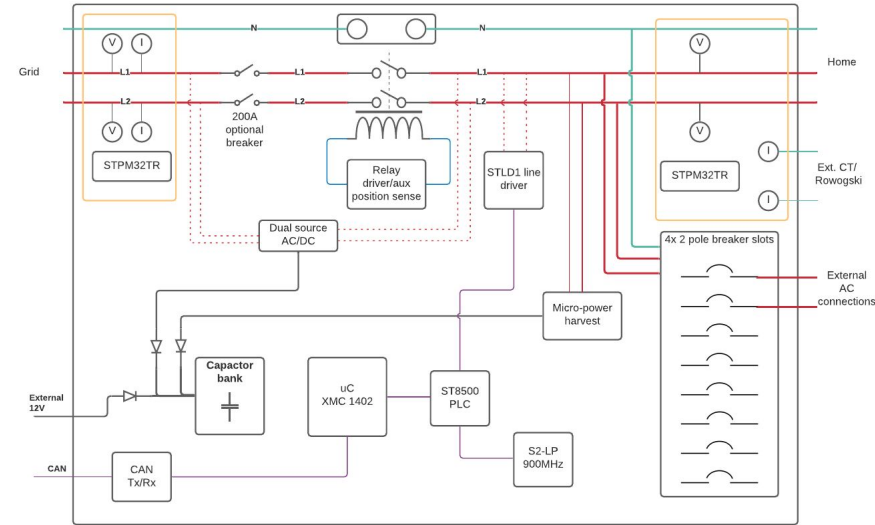 N
N
V
I
V
Grid
L1
L1
L1
Home
L2
L2
L2
200A
optional
breaker
V
I
V
I
STPM32TR
Relay
driver/aux
position sense
STLD1 line
driver
STPM32TR
Ext. CT/
Rowogski
I
Dual source
AC/DC
4x 2 pole breaker slots
External
AC
connections
Micro-power
harvest
Capactor
bank
External
12V
uC
XMC 1402
ST8500
PLC
CAN
CAN
Tx/Rx
S2-LP
900MHz